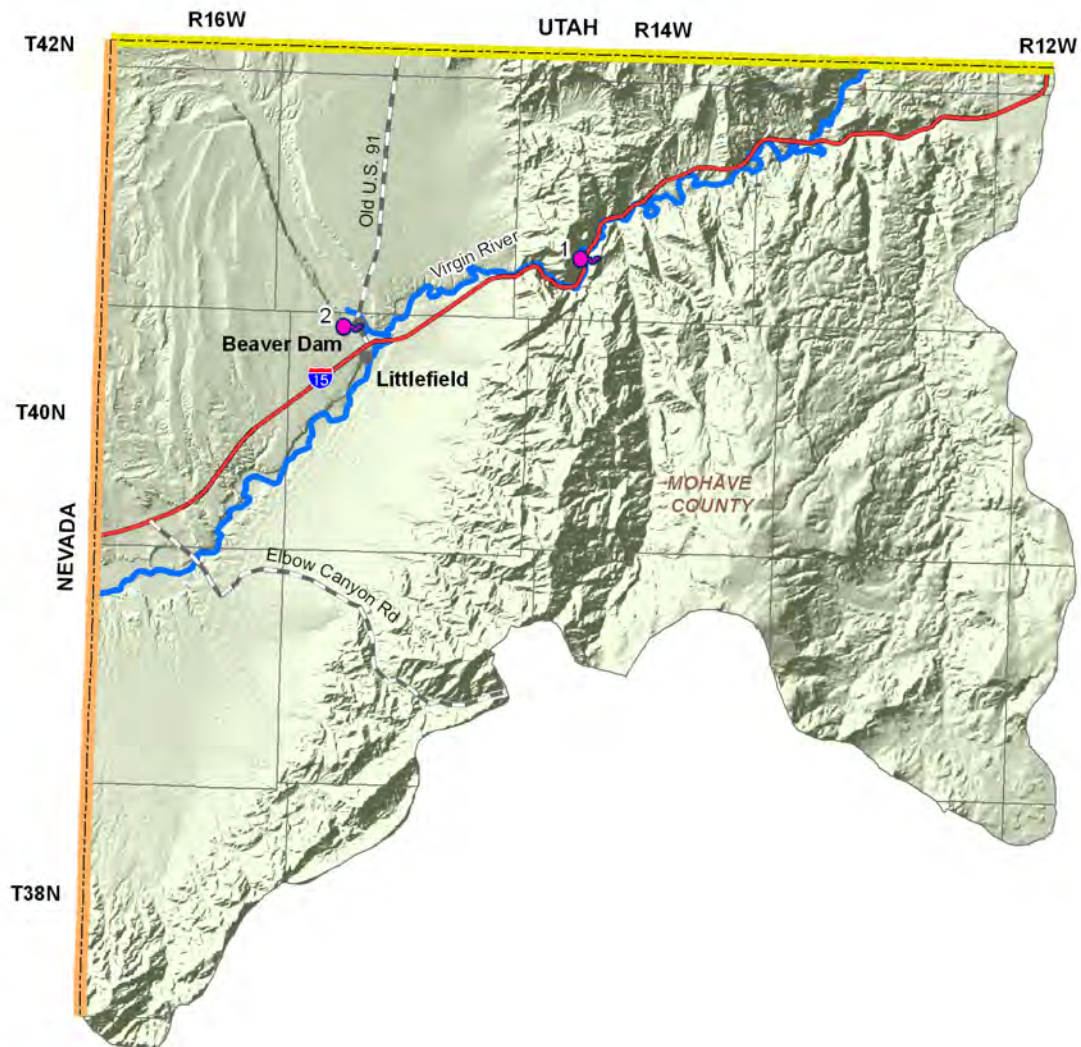 R16W
UTAH
R14W
R12W
T42N
Old U.S. 91
Virgin River
1
2
Beaver Dam
15
Littlefield
T40N
MOHAVE
COUNTY
NEVADA
Elbow Canyon Rd
T38N